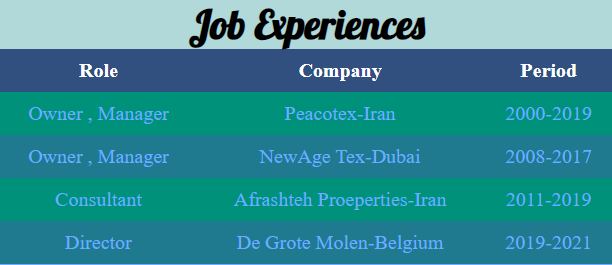 Job Experiences
Role Company Period
Owner , Manager Peacotex-Iran 2000-2019
Owner , Manager NewAge Tex-Dubai 2008-2017
Consultant Afrashteh Proeperties-Iran 2011-2019
Director De Grote Molen-Belgium 2019-2021